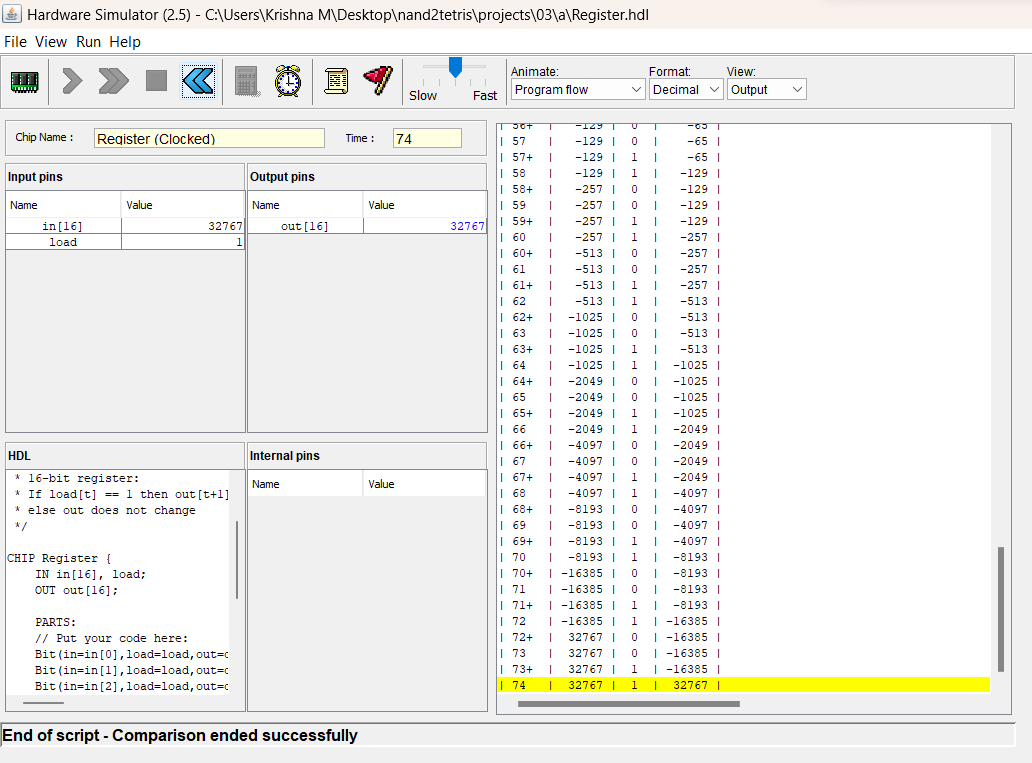 Hardware Simulator (2.5) - C:\Users\Krishna M\Desktop\nand2tetris\projects\03\a\Register.hdl
File View Run Help
Slow Fast
Animate:
Program flow
Format:
Decimal
View:
Output
Chip Name : Register (Clocked) Time : 74
Input pins
Name Value
in[16] 32767
load 1
Output pins
Name Value
out[16] 32767
HDL
* 16-bit register:
* If load[t] == 1 then out[t+1]
* else out does not change
*/
CHIP Register {
IN in[16], load;
OUT out[16];
PARTS:
// Put your code here:
Bit(in=in[0],load=load,out=
Bit(in=in[1],load=load,out=
Bit(in=in[2],load=load,out=
Internal pins
Name Value
| 56+ | -129 | 0 | -65 |
| 57 | -129 | 0 | -65 |
| 57+ | -129 | 1 | -65 |
| 58 | -129 | 1 | -129 |
| 58+ | -257 | 0 | -129 |
| 59 | -257 | 0 | -129 |
| 59+ | -257 | 1 | -129 |
| 60 | -257 | 1 | -257 |
| 60+ | -513 | 0 | -257 |
| 61 | -513 | 0 | -257 |
| 61+ | -513 | 1 | -257 |
| 62 | -513 | 1 | -513 |
| 62+ | -1025 | 0 | -513 |
| 63 | -1025 | 0 | -513 |
| 63+ | -1025 | 1 | -513 |
| 64 | -1025 | 1 | -1025 |
| 64+ | -2049 | 0 | -1025 |
| 65 | -2049 | 0 | -1025 |
| 65+ | -2049 | 1 | -1025 |
| 66 | -2049 | 1 | -2049 |
| 66+ | -4097 | 0 | -2049 |
| 67 | -4097 | 0 | -2049 |
| 67+ | -4097 | 1 | -2049 |
| 68 | -4097 | 1 | -4097 |
| 68+ | -8193 | 0 | -4097 |
| 69 | -8193 | 0 | -4097 |
| 69+ | -8193 | 1 | -4097 |
| 70 | -8193 | 1 | -8193 |
| 70+ | -16385 | 0 | -8193 |
| 71 | -16385 | 0 | -8193 |
| 71+ | -16385 | 1 | -8193 |
| 72 | -16385 | 1 | -16385 |
| 72+ | 32767 | 0 | -16385 |
| 73 | 32767 | 0 | -16385 |
| 73+ | 32767 | 1 | -16385 |
| 74 | 32767 | 1 | 32767 |
End of script - Comparison ended successfully